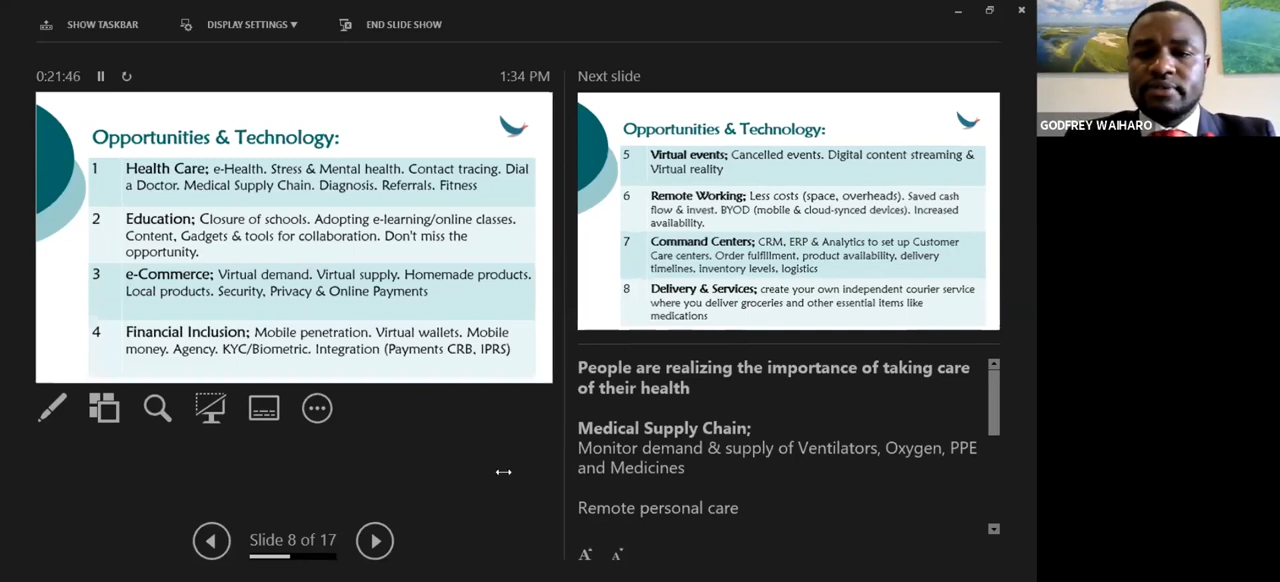 SHOW TASKBAR
DISPLAY SETTINGS ▼
END SLIDE SHOW
0:21:46
1:34 PM
Opportunities & Technology:
1 Health Care; e-Health. Stress & Mental health. Contact tracing. Dial
a Doctor. Medical Supply Chain. Diagnosis. Referrals. Fitness
2 Education; Closure of schools. Adopting e-learning/online classes.
Content, Gadgets & tools for collaboration. Don't miss the
opportunity.
3 e-Commerce; Virtual demand. Virtual supply. Homemade products.
Local products. Security, Privacy & Online Payments
4 Financial Inclusion; Mobile penetration. Virtual wallets. Mobile
money. Agency. KYC/Biometric. Integration (Payments CRB, IPRS)
Slide 8 of 17
Next slide
Opportunities & Technology:
5 Virtual events; Cancelled events. Digital content streaming &
Virtual reality
6 Remote Working; Less costs (space, overheads). Saved cash
flow & invest. BYOD (mobile & cloud-synced devices). Increased
availability.
7 Command Centers; CRM, ERP & Analytics to set up Customer
Care centers. Order fulfillment, product availability, delivery
timelines, inventory levels, logistics
8 Delivery & Services; create your own independent courier service
where you deliver groceries and other essential items like
medications
People are realizing the importance of taking care
of their health
Medical Supply Chain;
Monitor demand & supply of Ventilators, Oxygen, PPE
and Medicines
Remote personal care
A A
GODFREY WAIHARO